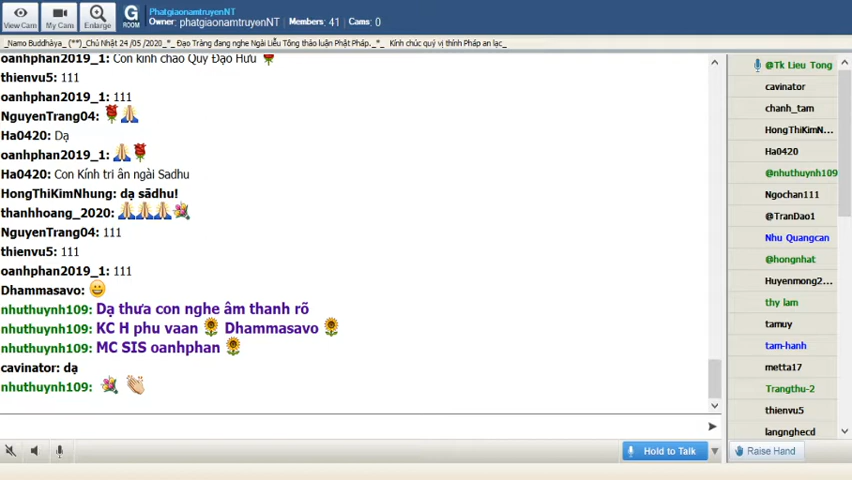 View Cam
My Cam
Enlarge
G
ROOM
PhatgiaonamtruyenNT
Owner: phatgiaonamtruyenNT Members: 41 Cams: 0
_Namo Buddhàya_ (**)_Chủ Nhật 24 /05 /2020_*_ Đạo Tràng đang nghe Ngài Liễu Tông thảo luận Phật Pháp._*_ Kính chúc quý vị thính Pháp an lạc_
oanhphan2019_1: Con kính chào Quý Đạo Hưu
thienvu5: 111
oanhphan2019_1: 111
NguyenTrang04:
Ha0420: Dạ
oanhphan2019_1:
Ha0420: Con Kính tri ân ngài Sadhu
HongThiKimNhung: dạ sādhu!
thanhhoang_2020:
NguyenTrang04: 111
thienvu5: 111
oanhphan2019_1: 111
Dhammasavo:
nhuthuynh109: Dạ thưa con nghe âm thanh rõ
nhuthuynh109: KC H phu vaan Dhammasavo
nhuthuynh109: MC SIS oanhphan
cavinator: dạ
nhuthuynh109:
@Tk Lieu Tong
cavinator
chanh_tam
HongThiKimN...
Ha0420
@nhuthuynh109
Ngochan111
@TranDao1
Nhu Quangcan
@hongnhat
Huyenmong2...
thy lam
tamuy
tam-hanh
metta17
Trangthu-2
thienvu5
langnghecd
Hold to Talk
Raise Hand